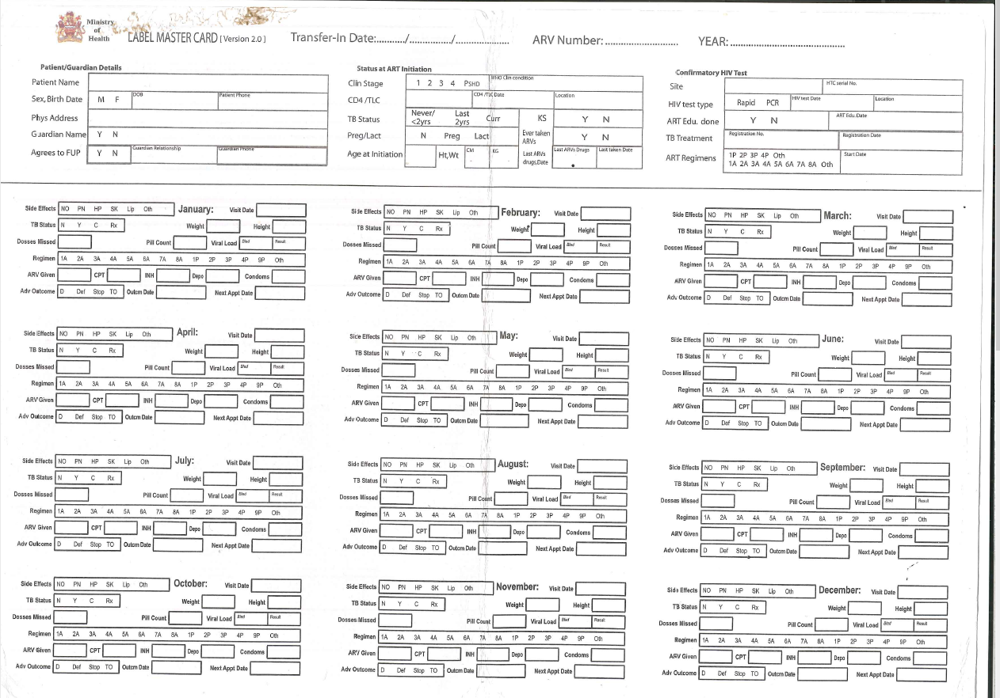 Ministry of Health
LABEL MASTER CARD [ Version 2.0 ] Transfer-In Date:.........../................/..................... ARV Number:........................... YEAR:...........................................
Patient/Guardian Details
Patient Name
Sex, Birth Date M F DOB Patient Phone
Phys Address
Guardian Name Y N
Agrees to FUP Y N Guardian Relationship Guardian Phone
Status at ART Initiation
Clin Stage 1 2 3 4 PSHD WHO Clin condition
CD4 /TLC CD4 /TLC Date Location
TB Status Never/ <2yrs Last 2yrs Curr KS Y N
Preg/Lact N Preg Lact Ever taken ARVs Y N
Age at Initiation Ht,Wt CM KG Last ARVs drugs,Date Last ARVs Drugs Last taken Date
Confirmatory HIV Test
Site HTC serial No.
HIV test type Rapid PCR HIV test Date Location
ART Edu. done Y N ART Edu.Date
TB Treatment Registration No. Registration Date
ART Regimens 1P 2P 3P 4P Oth Start Date
1A 2A 3A 4A 5A 6A 7A 8A Oth
Side Effects NO PN HP SK Lip Oth January: Visit Date
TB Status N Y C Rx Weight Height
Dosses Missed Pill Count Viral Load Bled Result
Regimen 1A 2A 3A 4A 5A 6A 7A 8A 1P 2P 3P 4P 9P Oth
ARV Given CPT INH Depo Condoms
Adv Outcome D Def Stop TO Outcm Date Next Appt Date
Side Effects NO PN HP SK Lip Oth February: Visit Date
TB Status N Y C Rx Weight Height
Dosses Missed Pill Count Viral Load Bled Result
Regimen 1A 2A 3A 4A 5A 6A 7A 8A 1P 2P 3P 4P 9P Oth
ARV Given CPT INH Depo Condoms
Adv Outcome D Def Stop TO Outcm Date Next Appt Date
Side Effects NO PN HP SK Lip Oth March: Visit Date
TB Status N Y C Rx Weight Height
Dosses Missed Pill Count Viral Load Bled Result
Regimen 1A 2A 3A 4A 5A 6A 7A 8A 1P 2P 3P 4P 9P Oth
ARV Given CPT INH Depo Condoms
Adv Outcome D Def Stop TO Outcm Date Next Appt Date
Side Effects NO PN HP SK Lip Oth April: Visit Date
TB Status N Y C Rx Weight Height
Dosses Missed Pill Count Viral Load Bled Result
Regimen 1A 2A 3A 4A 5A 6A 7A 8A 1P 2P 3P 4P 9P Oth
ARV Given CPT INH Depo Condoms
Adv Outcome D Def Stop TO Outcm Date Next Appt Date
Side Effects NO PN HP SK Lip Oth May: Visit Date
TB Status N Y C Rx Weight Height
Dosses Missed Pill Count Viral Load Bled Result
Regimen 1A 2A 3A 4A 5A 6A 7A 8A 1P 2P 3P 4P 9P Oth
ARV Given CPT INH Depo Condoms
Adv Outcome D Def Stop TO Outcm Date Next Appt Date
Side Effects NO PN HP SK Lip Oth June: Visit Date
TB Status N Y C Rx Weight Height
Dosses Missed Pill Count Viral Load Bled Result
Regimen 1A 2A 3A 4A 5A 6A 7A 8A 1P 2P 3P 4P 9P Oth
ARV Given CPT INH Depo Condoms
Adv Outcome D Def Stop TO Outcm Date Next Appt Date
Side Effects NO PN HP SK Lip Oth July: Visit Date
TB Status N Y C Rx Weight Height
Dosses Missed Pill Count Viral Load Bled Result
Regimen 1A 2A 3A 4A 5A 6A 7A 8A 1P 2P 3P 4P 9P Oth
ARV Given CPT INH Depo Condoms
Adv Outcome D Def Stop TO Outcm Date Next Appt Date
Side Effects NO PN HP SK Lip Oth August: Visit Date
TB Status N Y C Rx Weight Height
Dosses Missed Pill Count Viral Load Bled Result
Regimen 1A 2A 3A 4A 5A 6A 7A 8A 1P 2P 3P 4P 9P Oth
ARV Given CPT INH Depo Condoms
Adv Outcome D Def Stop TO Outcm Date Next Appt Date
Side Effects NO PN HP SK Lip Oth September: Visit Date
TB Status N Y C Rx Weight Height
Dosses Missed Pill Count Viral Load Bled Result
Regimen 1A 2A 3A 4A 5A 6A 7A 8A 1P 2P 3P 4P 9P Oth
ARV Given CPT INH Depo Condoms
Adv Outcome D Def Stop TO Outcm Date Next Appt Date
Side Effects NO PN HP SK Lip Oth October: Visit Date
TB Status N Y C Rx Weight Height
Dosses Missed Pill Count Viral Load Bled Result
Regimen 1A 2A 3A 4A 5A 6A 7A 8A 1P 2P 3P 4P 9P Oth
ARV Given CPT INH Depo Condoms
Adv Outcome D Def Stop TO Outcm Date Next Appt Date
Side Effects NO PN HP SK Lip Oth November: Visit Date
TB Status N Y C Rx Weight Height
Dosses Missed Pill Count Viral Load Bled Result
Regimen 1A 2A 3A 4A 5A 6A 7A 8A 1P 2P 3P 4P 9P Oth
ARV Given CPT INH Depo Condoms
Adv Outcome D Def Stop TO Outcm Date Next Appt Date
Side Effects NO PN HP SK Lip Oth December: Visit Date
TB Status N Y C Rx Weight Height
Dosses Missed Pill Count Viral Load Bled Result
Regimen 1A 2A 3A 4A 5A 6A 7A 8A 1P 2P 3P 4P 9P Oth
ARV Given CPT INH Depo Condoms
Adv Outcome D Def Stop TO Outcm Date Next Appt Date